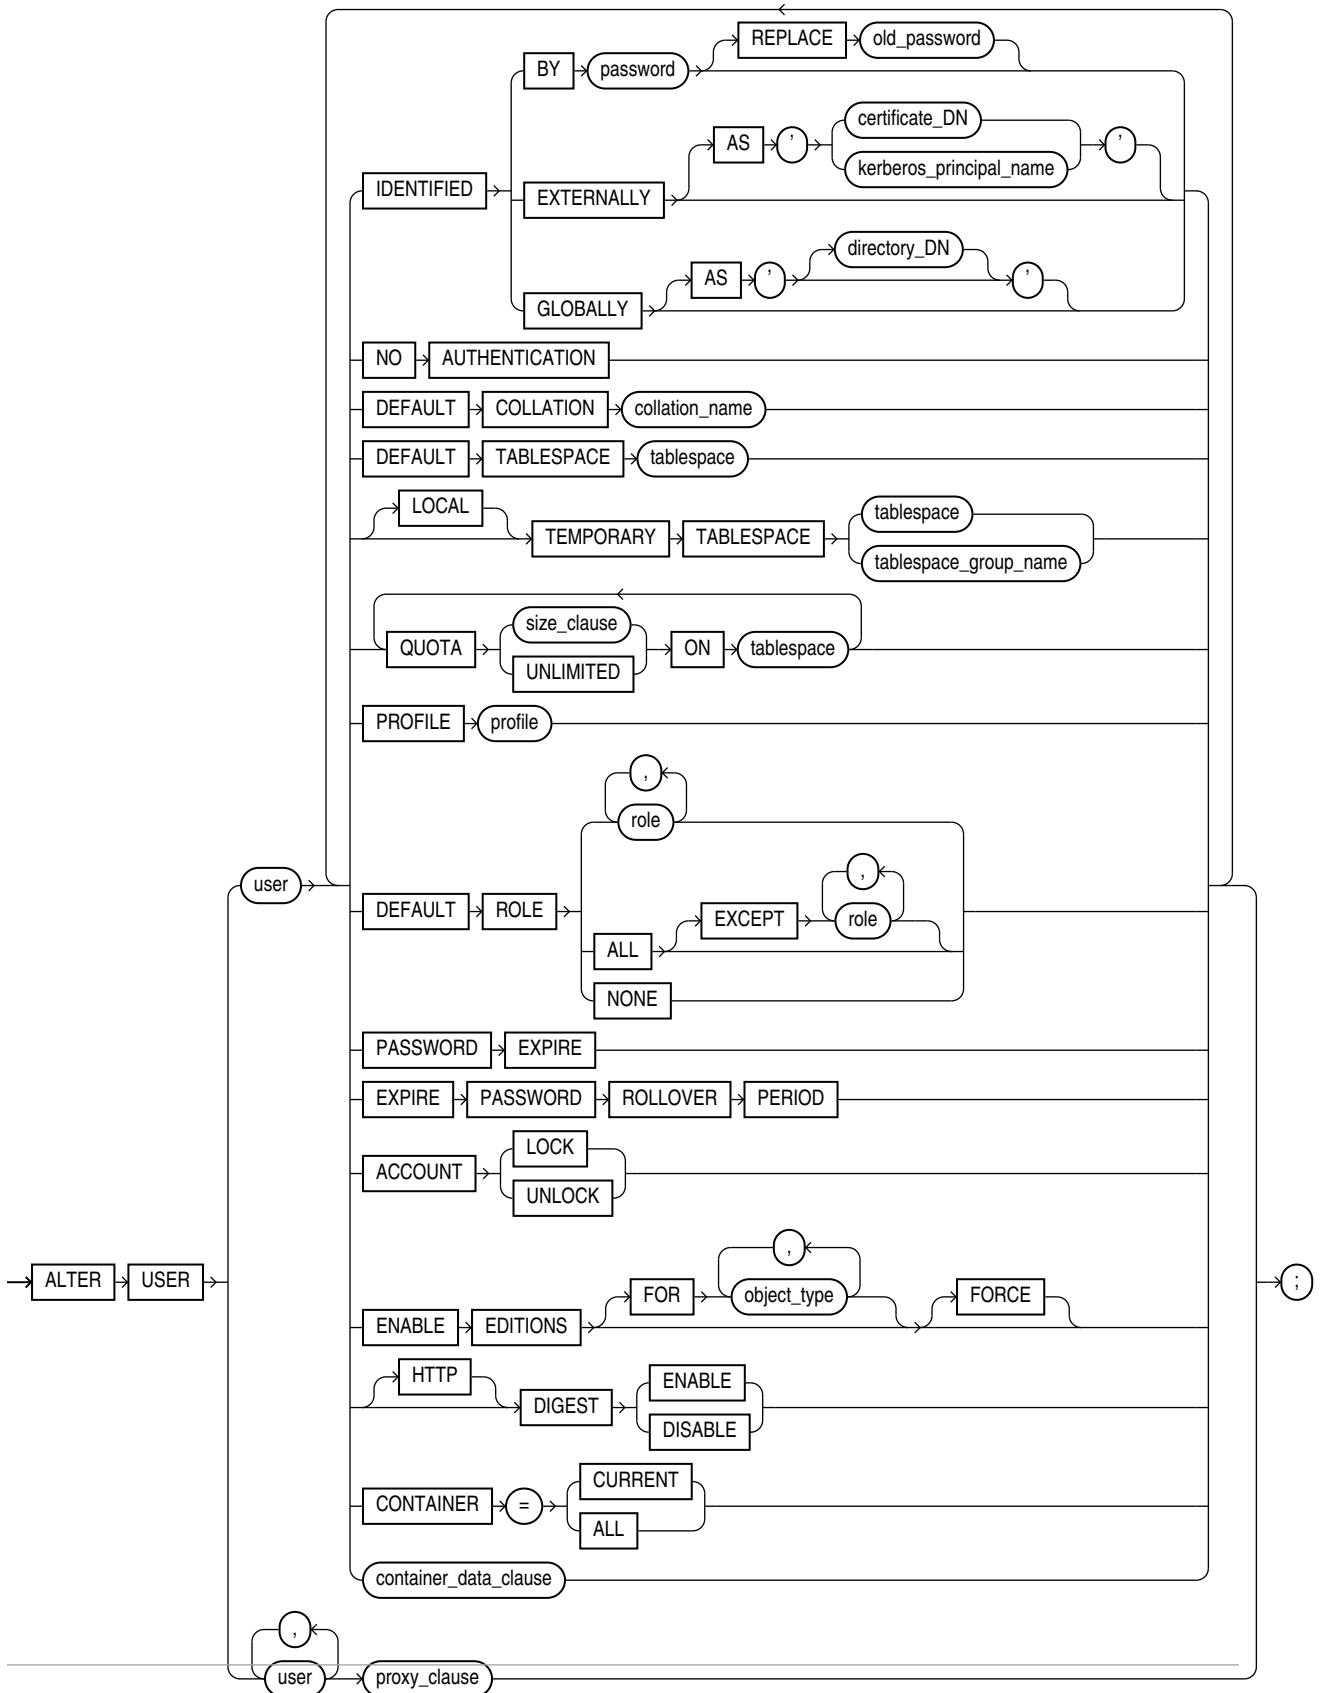 REPLACE old_password
BY password
certificate_DN
AS ' '
kerberos_principal_name
IDENTIFIED EXTERNALLY
directory_DN
AS ' '
GLOBALLY
NO AUTHENTICATION
DEFAULT COLLATION collation_name
DEFAULT TABLESPACE tablespace
LOCAL tablespace
TEMPORARY TABLESPACE
tablespace_group_name
size_clause
QUOTA ON tablespace
UNLIMITED
PROFILE profile
,
role
,
user
DEFAULT ROLE EXCEPT role
ALL
NONE
PASSWORD EXPIRE
EXPIRE PASSWORD ROLLOVER PERIOD
LOCK
ACCOUNT
UNLOCK
,
ALTER USER ;
FOR object_type FORCE
ENABLE EDITIONS
HTTP ENABLE
DIGEST
DISABLE
CURRENT
CONTAINER =
ALL
container_data_clause
,
user proxy_clause